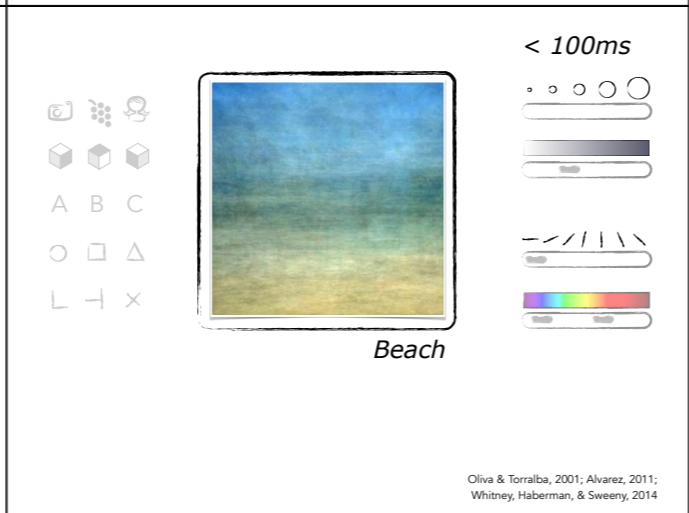 < 100ms
A B C
Beach
Oliva & Torralba, 2001; Alvarez, 2011;
Whitney, Haberman, & Sweeny, 2014